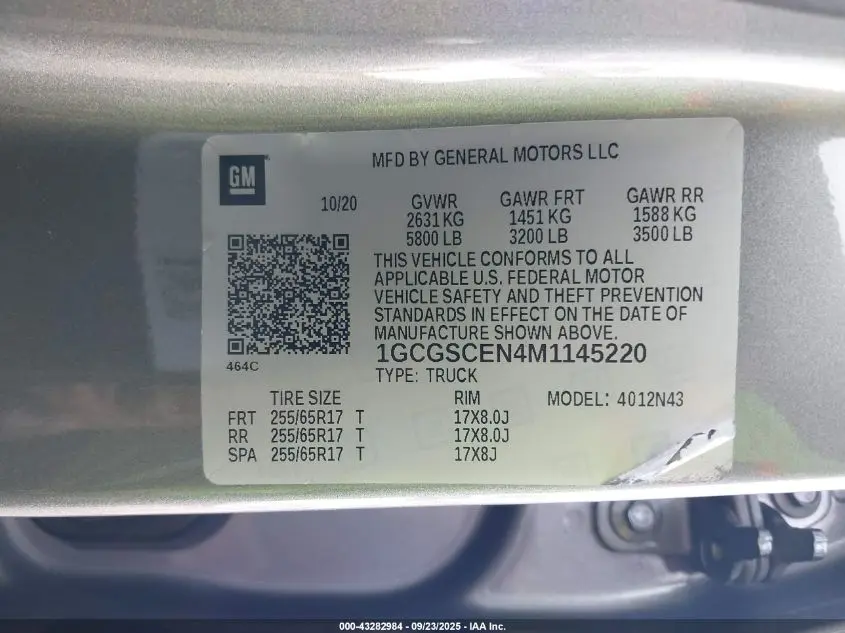 GM
MFD BY GENERAL MOTORS LLC
10/20
GVWR GAWR FRT GAWR RR
2631 KG 1451 KG 1588 KG
5800 LB 3200 LB 3500 LB
THIS VEHICLE CONFORMS TO ALL
APPLICABLE U.S. FEDERAL MOTOR
VEHICLE SAFETY AND THEFT PREVENTION
STANDARDS IN EFFECT ON THE DATE OF
MANUFACTURE SHOWN ABOVE.
464C
1GCGSCEN4M1145220
TYPE: TRUCK
TIRE SIZE RIM MODEL: 4012N43
FRT 255/65R17 T 17X8.0J
RR 255/65R17 T 17X8.0J
SPA 255/65R17 T 17X8J
000-43282984 - 09/23/2025 - IAA Inc.